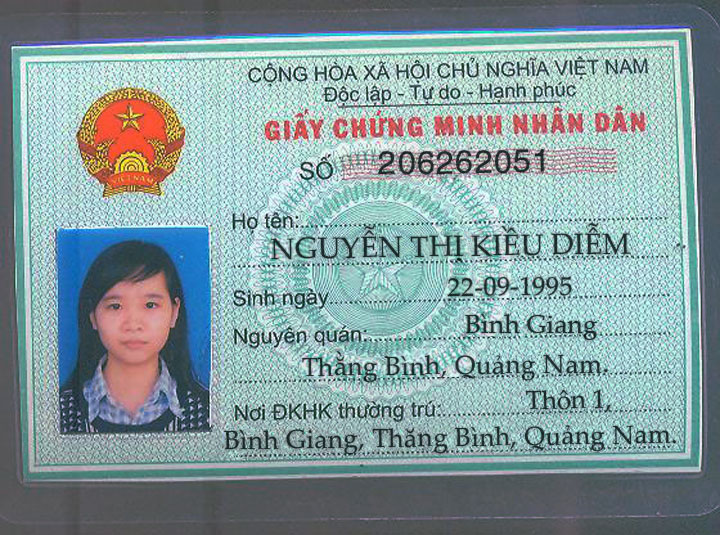 CỘNG HÒA XÃ HỘI CHỦ NGHĨA VIỆT NAM
Độc lập - Tự do - Hạnh phúc
GIẤY CHỨNG MINH NHÂN DÂN
SỐ 206262051
VIỆT NAM
Họ tên:
NGUYỄN THỊ KIỀU DIỄM
Sinh ngày 22-09-1995
Nguyên quán: Bình Giang
Thằng Bình, Quảng Nam.
Nơi ĐKHK thường trú: Thôn 1,
Bình Giang, Thăng Bình, Quảng Nam.